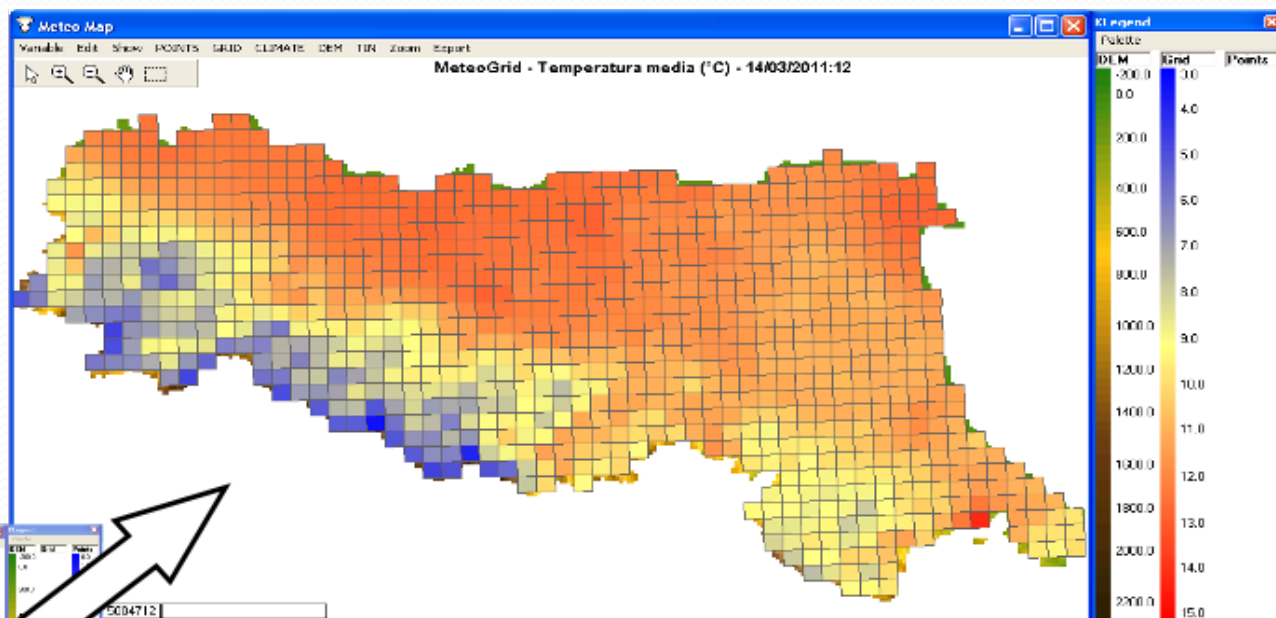 Meteo Map
Variable Edit Show POINTS GRID CLIMATE DEM TIN Zoom Export
MeteoGrid - Temperatura media (°C) - 14/03/2011:12
5004712
KLegend
Palette
DEM Grid Points
-200.0 3.0
0.0 4.0
200.0 5.0
400.0 6.0
600.0 7.0
800.0 8.0
1000.0 9.0
1200.0 10.0
1400.0 11.0
1600.0 12.0
1800.0 13.0
2000.0 14.0
2200.0 15.0
DEM Grid Points